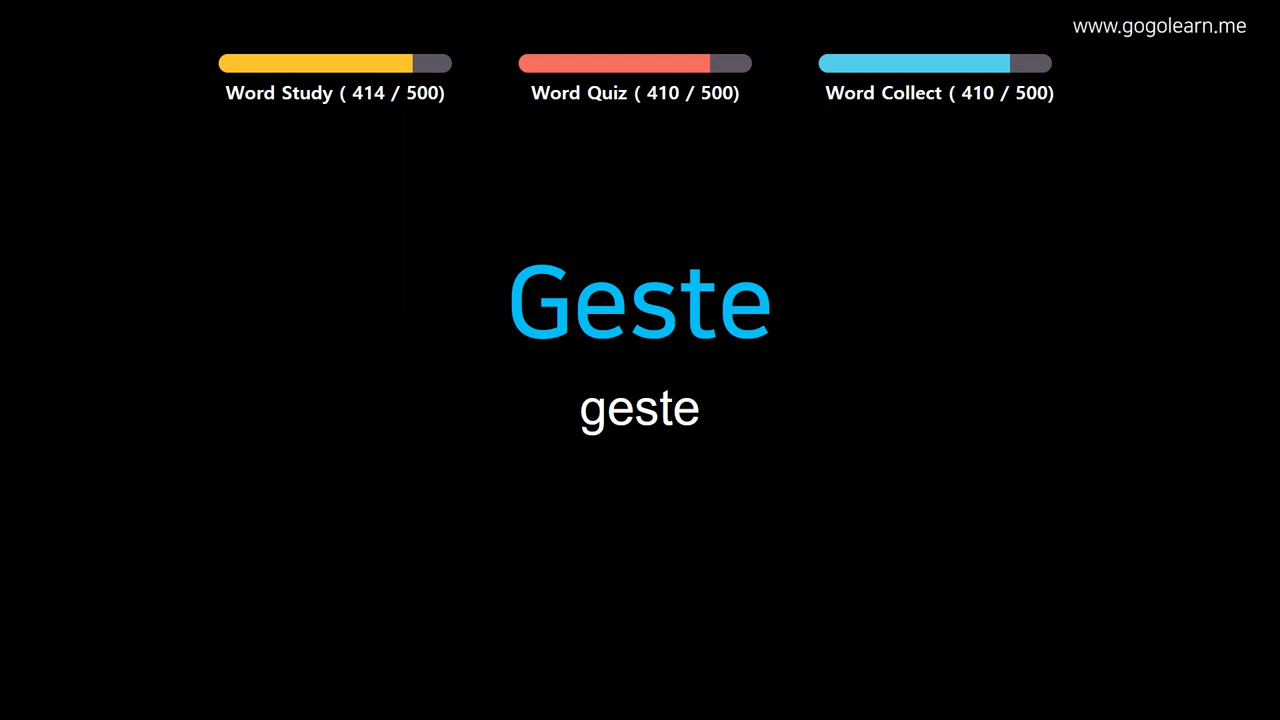 www.gogolearn.me
Word Study ( 414 / 500)
Word Quiz ( 410 / 500)
Word Collect ( 410 / 500)
Geste
geste